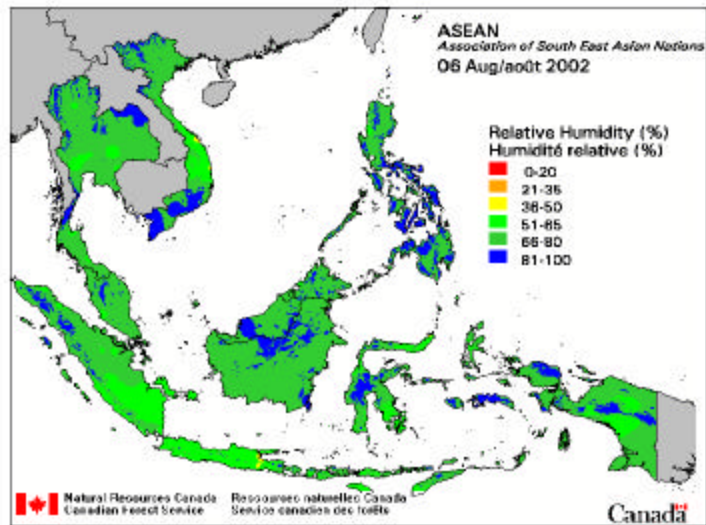 ASEAN
Association of South East Asian Nations
06 Aug/août 2002
Relative Humidity (%)
Humidité relative (%)
0-20
21-35
36-50
51-65
66-80
81-100
Natural Resources Canada
Canadian Forest Service
Ressources naturelles Canada
Service canadien des forêts
Canada